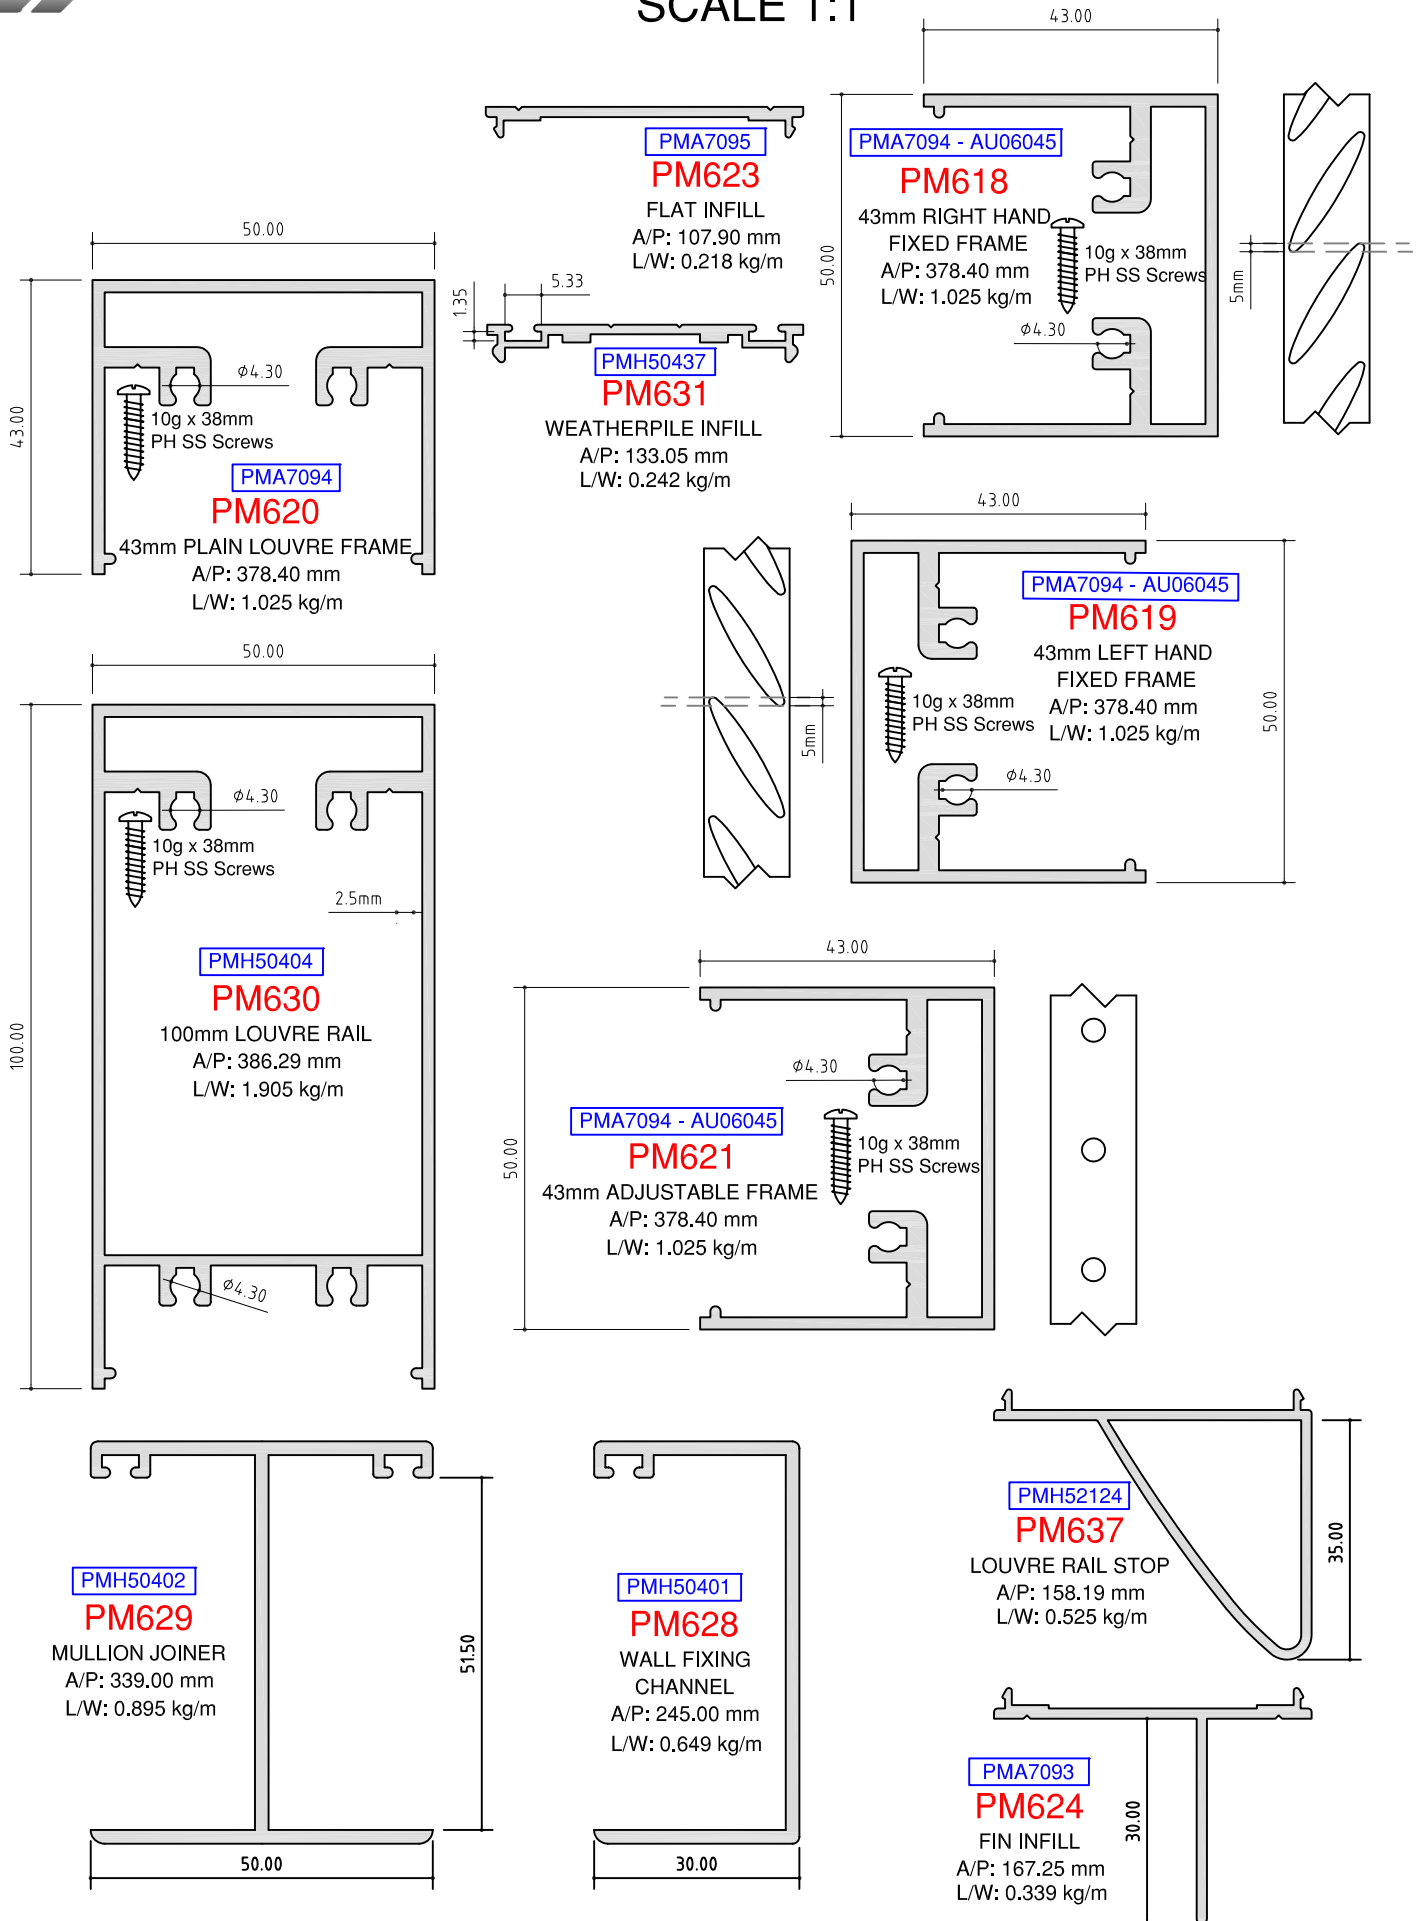 SCALE 1:1
43.00
PMA7095
PM623
FLAT INFILL
A/P: 107.90 mm
L/W: 0.218 kg/m
PMA7094 - AU06045
PM618
43mm RIGHT HAND
FIXED FRAME
A/P: 378.40 mm
L/W: 1.025 kg/m
10g x 38mm
PH SS Screws
50.00
ϕ4.30
5mm
50.00
43.00
ϕ4.30
10g x 38mm
PH SS Screws
PMA7094
PM620
43mm PLAIN LOUVRE FRAME
A/P: 378.40 mm
L/W: 1.025 kg/m
1.35
5.33
PMH50437
PM631
WEATHERPILE INFILL
A/P: 133.05 mm
L/W: 0.242 kg/m
43.00
PMA7094 - AU06045
PM619
43mm LEFT HAND
FIXED FRAME
A/P: 378.40 mm
L/W: 1.025 kg/m
10g x 38mm
PH SS Screws
50.00
5mm
ϕ4.30
50.00
100.00
ϕ4.30
10g x 38mm
PH SS Screws
2.5mm
PMH50404
PM630
100mm LOUVRE RAIL
A/P: 386.29 mm
L/W: 1.905 kg/m
ϕ4.30
43.00
50.00
ϕ4.30
PMA7094 - AU06045
PM621
43mm ADJUSTABLE FRAME
A/P: 378.40 mm
L/W: 1.025 kg/m
10g x 38mm
PH SS Screws
PMH50402
PM629
MULLION JOINER
A/P: 339.00 mm
L/W: 0.895 kg/m
51.50
50.00
PMH50401
PM628
WALL FIXING
CHANNEL
A/P: 245.00 mm
L/W: 0.649 kg/m
30.00
PMH52124
PM637
LOUVRE RAIL STOP
A/P: 158.19 mm
L/W: 0.525 kg/m
35.00
PMA7093
PM624
FIN INFILL
A/P: 167.25 mm
L/W: 0.339 kg/m
30.00